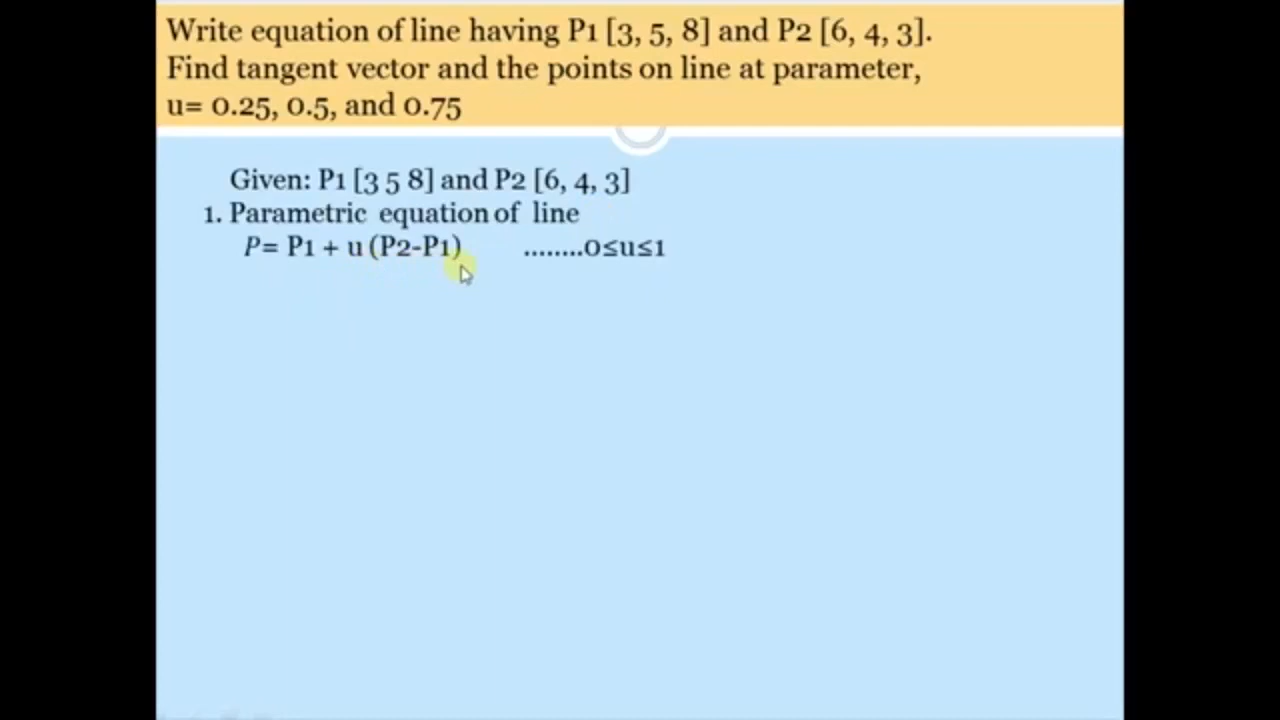 Write equation of line having P1 [3, 5, 8] and P2 [6, 4, 3].
Find tangent vector and the points on line at parameter,
u= 0.25, 0.5, and 0.75
Given: P1 [3 5 8] and P2 [6, 4, 3]
1. Parametric equation of line
P= P1 + u (P2-P1) ........0≤u≤1